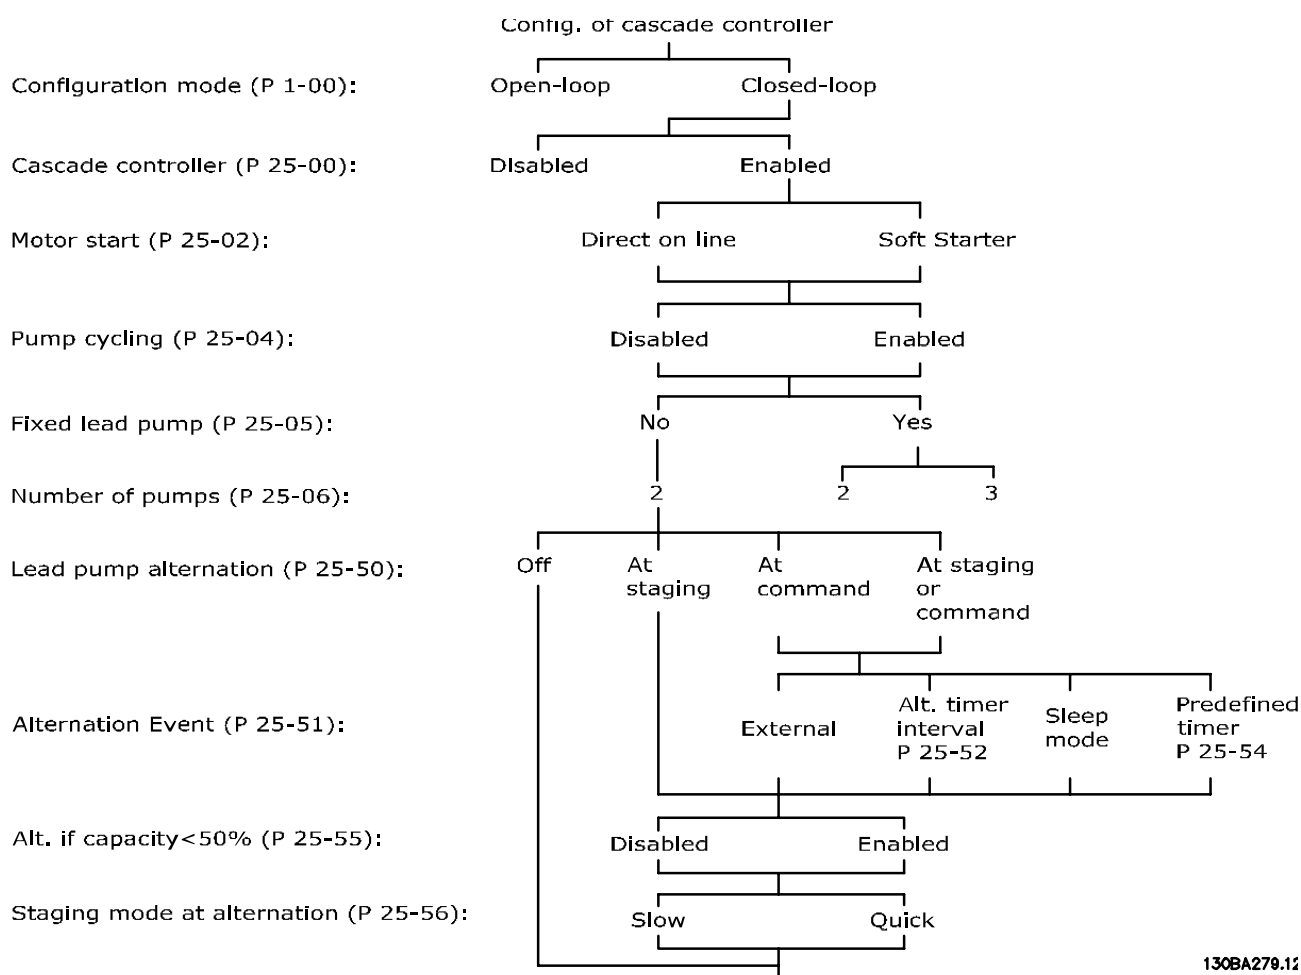 Config. of cascade controller
Configuration mode (P 1-00): Open-loop Closed-loop
Cascade controller (P 25-00): Disabled Enabled
Motor start (P 25-02): Direct on line Soft Starter
Pump cycling (P 25-04): Disabled Enabled
Fixed lead pump (P 25-05): No Yes
Number of pumps (P 25-06): 2 2 3
Lead pump alternation (P 25-50): Off
At
staging
At
command
At staging
or
command
Alternation Event (P 25-51): External
Alt. timer
interval
P 25-52
Sleep
mode
Predefined
timer
P 25-54
Alt. if capacity<50% (P 25-55): Disabled Enabled
Staging mode at alternation (P 25-56): Slow Quick
130BA279.12